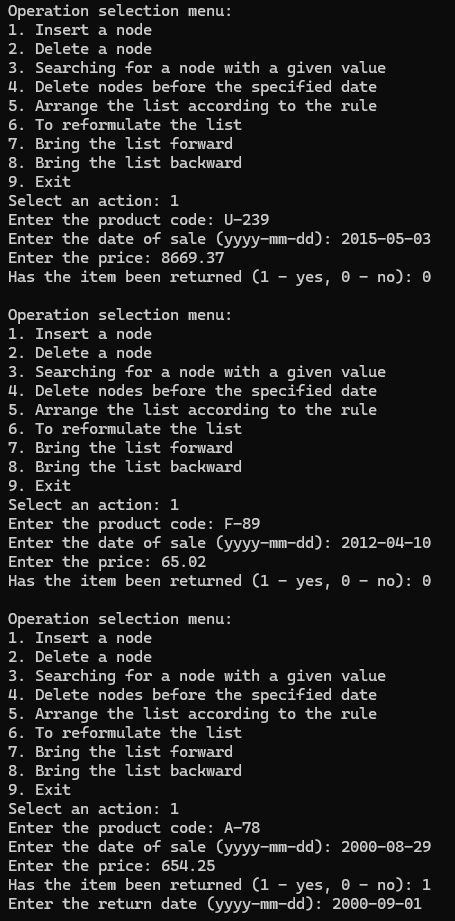 Operation selection menu:
1. Insert a node
2. Delete a node
3. Searching for a node with a given value
4. Delete nodes before the specified date
5. Arrange the list according to the rule
6. To reformulate the list
7. Bring the list forward
8. Bring the list backward
9. Exit
Select an action: 1
Enter the product code: U-239
Enter the date of sale (yyyy-mm-dd): 2015-05-03
Enter the price: 8669.37
Has the item been returned (1 - yes, 0 - no): 0

Operation selection menu:
1. Insert a node
2. Delete a node
3. Searching for a node with a given value
4. Delete nodes before the specified date
5. Arrange the list according to the rule
6. To reformulate the list
7. Bring the list forward
8. Bring the list backward
9. Exit
Select an action: 1
Enter the product code: F-89
Enter the date of sale (yyyy-mm-dd): 2012-04-10
Enter the price: 65.02
Has the item been returned (1 - yes, 0 - no): 0

Operation selection menu:
1. Insert a node
2. Delete a node
3. Searching for a node with a given value
4. Delete nodes before the specified date
5. Arrange the list according to the rule
6. To reformulate the list
7. Bring the list forward
8. Bring the list backward
9. Exit
Select an action: 1
Enter the product code: A-78
Enter the date of sale (yyyy-mm-dd): 2000-08-29
Enter the price: 654.25
Has the item been returned (1 - yes, 0 - no): 1
Enter the return date (yyyy-mm-dd): 2000-09-01